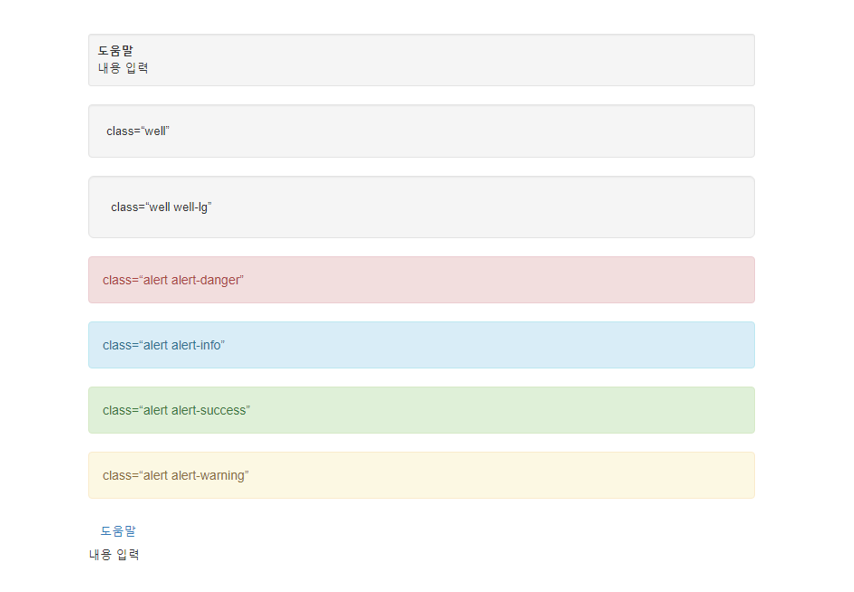 도움말
내용 입력
class=“well”
class=“well well-lg”
class=“alert alert-danger”
class=“alert alert-info”
class=“alert alert-success”
class=“alert alert-warning”
도움말
내용 입력